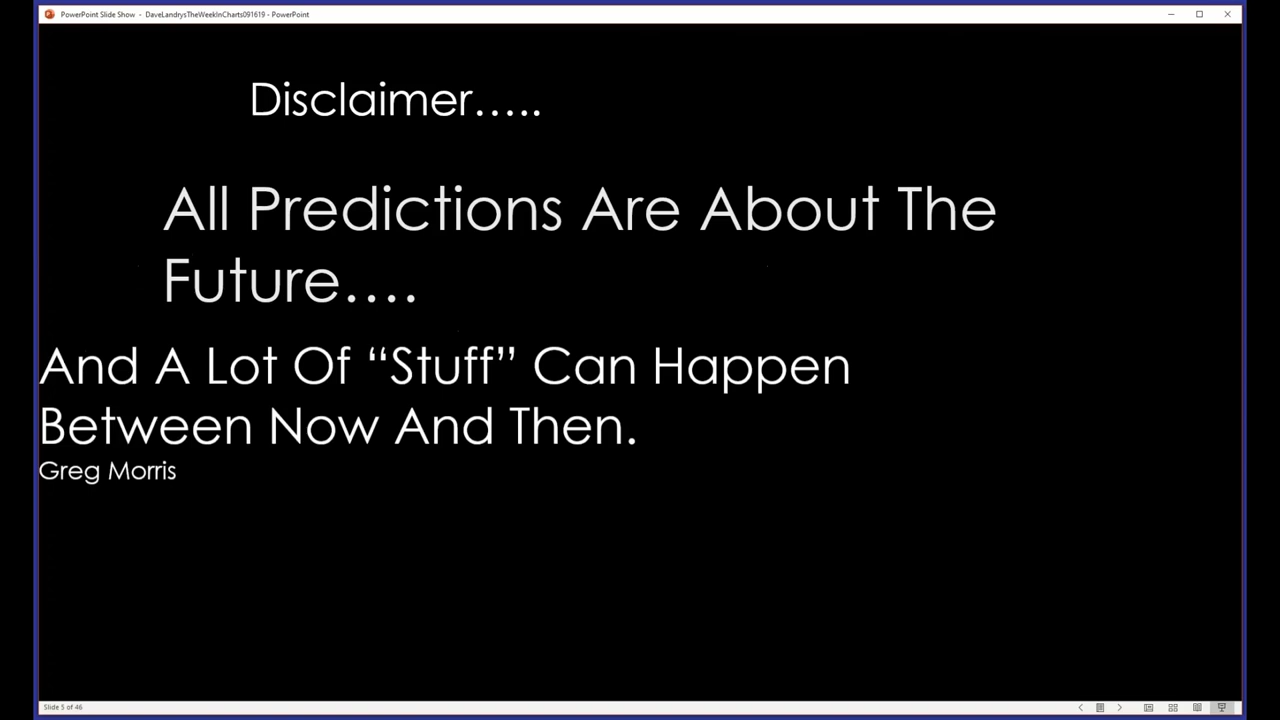 PowerPoint Slide Show - DaveLandrysTheWeekInCharts091619 - PowerPoint
Disclaimer…..
All Predictions Are About The
Future….
And A Lot Of “Stuff” Can Happen
Between Now And Then.
Greg Morris
Slide 5 of 46